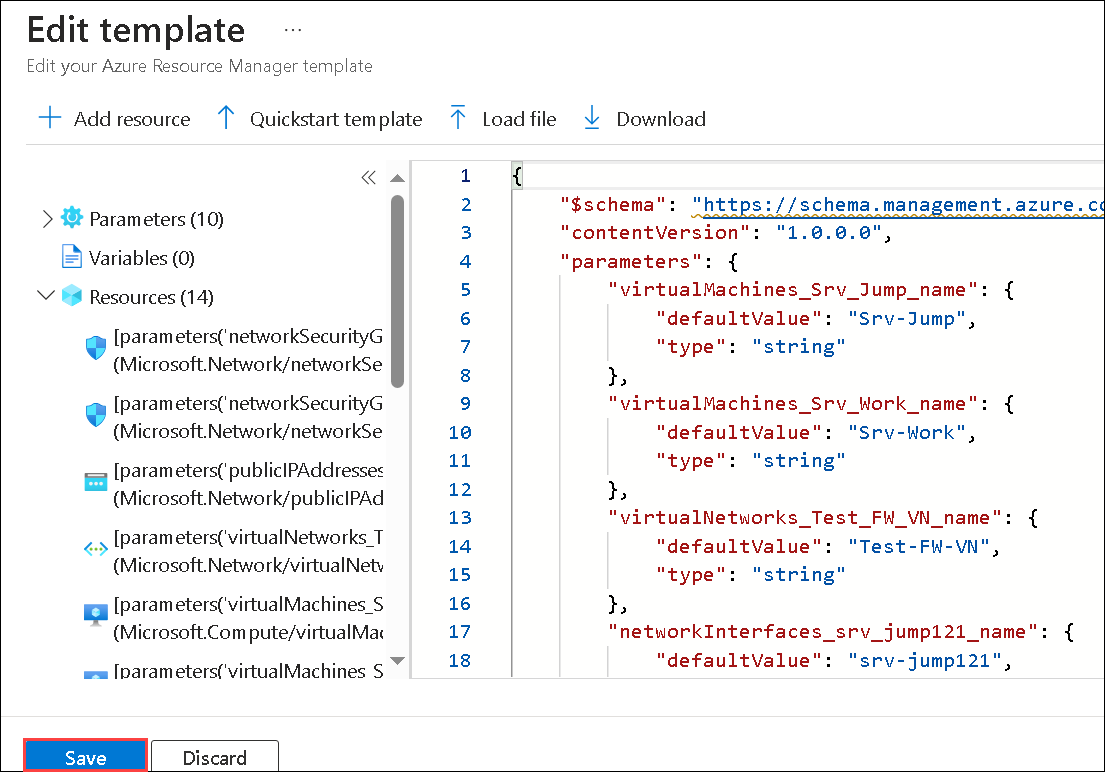 Edit template ...
Edit your Azure Resource Manager template
Add resource Quickstart template Load file Download
Parameters (10)
Variables (0)
Resources (14)
[parameters('networkSecurityG
(Microsoft.Network/networkSe
[parameters('networkSecurityG
(Microsoft.Network/networkSe
[parameters('publicIPAddresses
(Microsoft.Network/publicIPAd
[parameters('virtualNetworks_T
(Microsoft.Network/virtualNetw
[parameters('virtualMachines_S
(Microsoft.Compute/virtualMac
[parameters('virtualMachines_S
1 {
2 "$schema": "https://schema.management.azure.co
3 "contentVersion": "1.0.0.0",
4 "parameters": {
5 "virtualMachines_Srv_Jump_name": {
6 "defaultValue": "Srv-Jump",
7 "type": "string"
8 },
9 "virtualMachines_Srv_Work_name": {
10 "defaultValue": "Srv-Work",
11 "type": "string"
12 },
13 "virtualNetworks_Test_FW_VN_name": {
14 "defaultValue": "Test-FW-VN",
15 "type": "string"
16 },
17 "networkInterfaces_srv_jump121_name": {
18 "defaultValue": "srv-jump121",
Save Discard